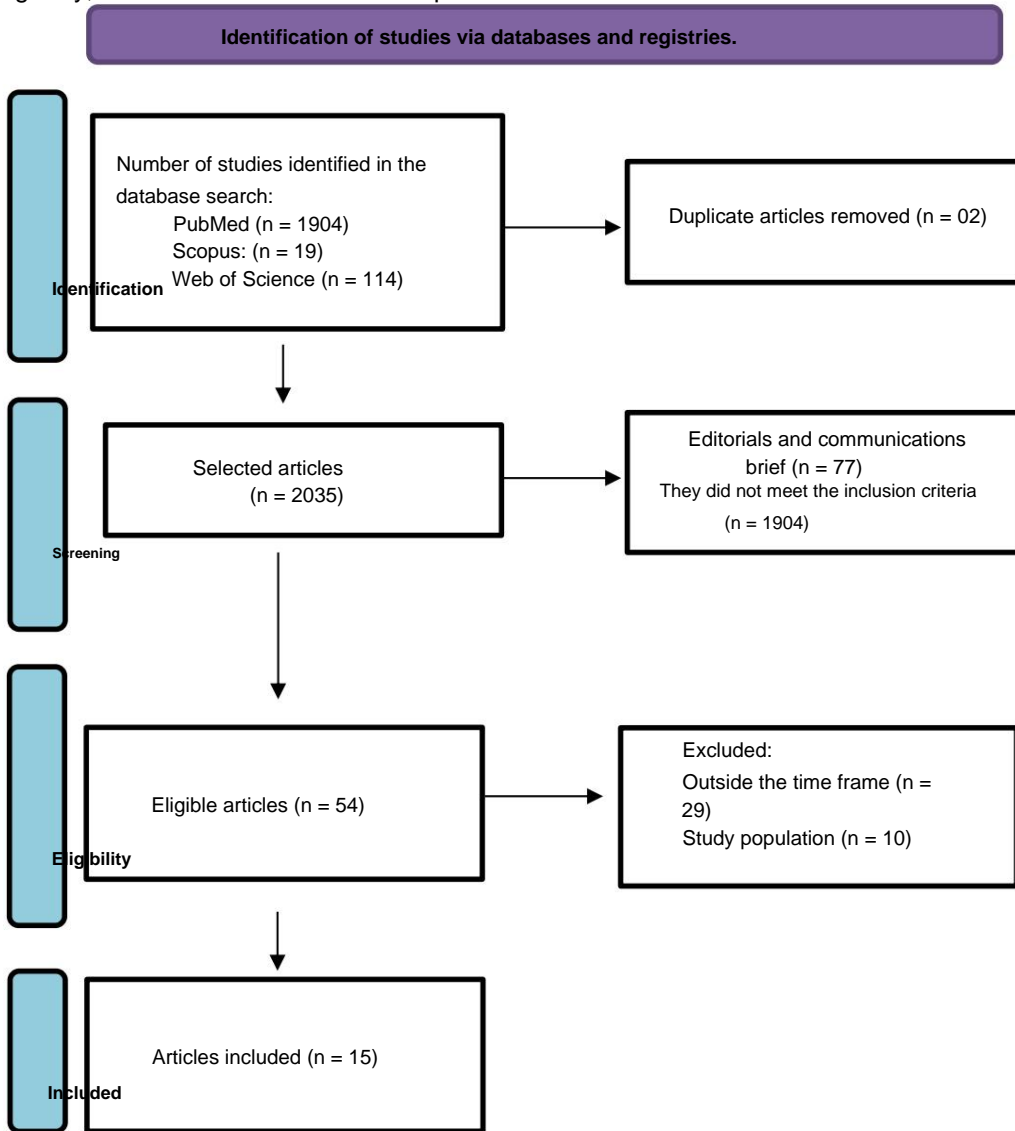 Identification of studies via databases and registries.
Number of studies identified in the
database search:
PubMed (n = 1904)
Scopus: (n = 19)
Web of Science (n = 114)
Identification
Duplicate articles removed (n = 02)
Selected articles
(n = 2035)
Editorials and communications
brief (n = 77)
They did not meet the inclusion criteria
(n = 1904)
Screening
Eligible articles (n = 54)
Excluded:
Outside the time frame (n =
29)
Study population (n = 10)
Eligibility
Articles included (n = 15)
Included